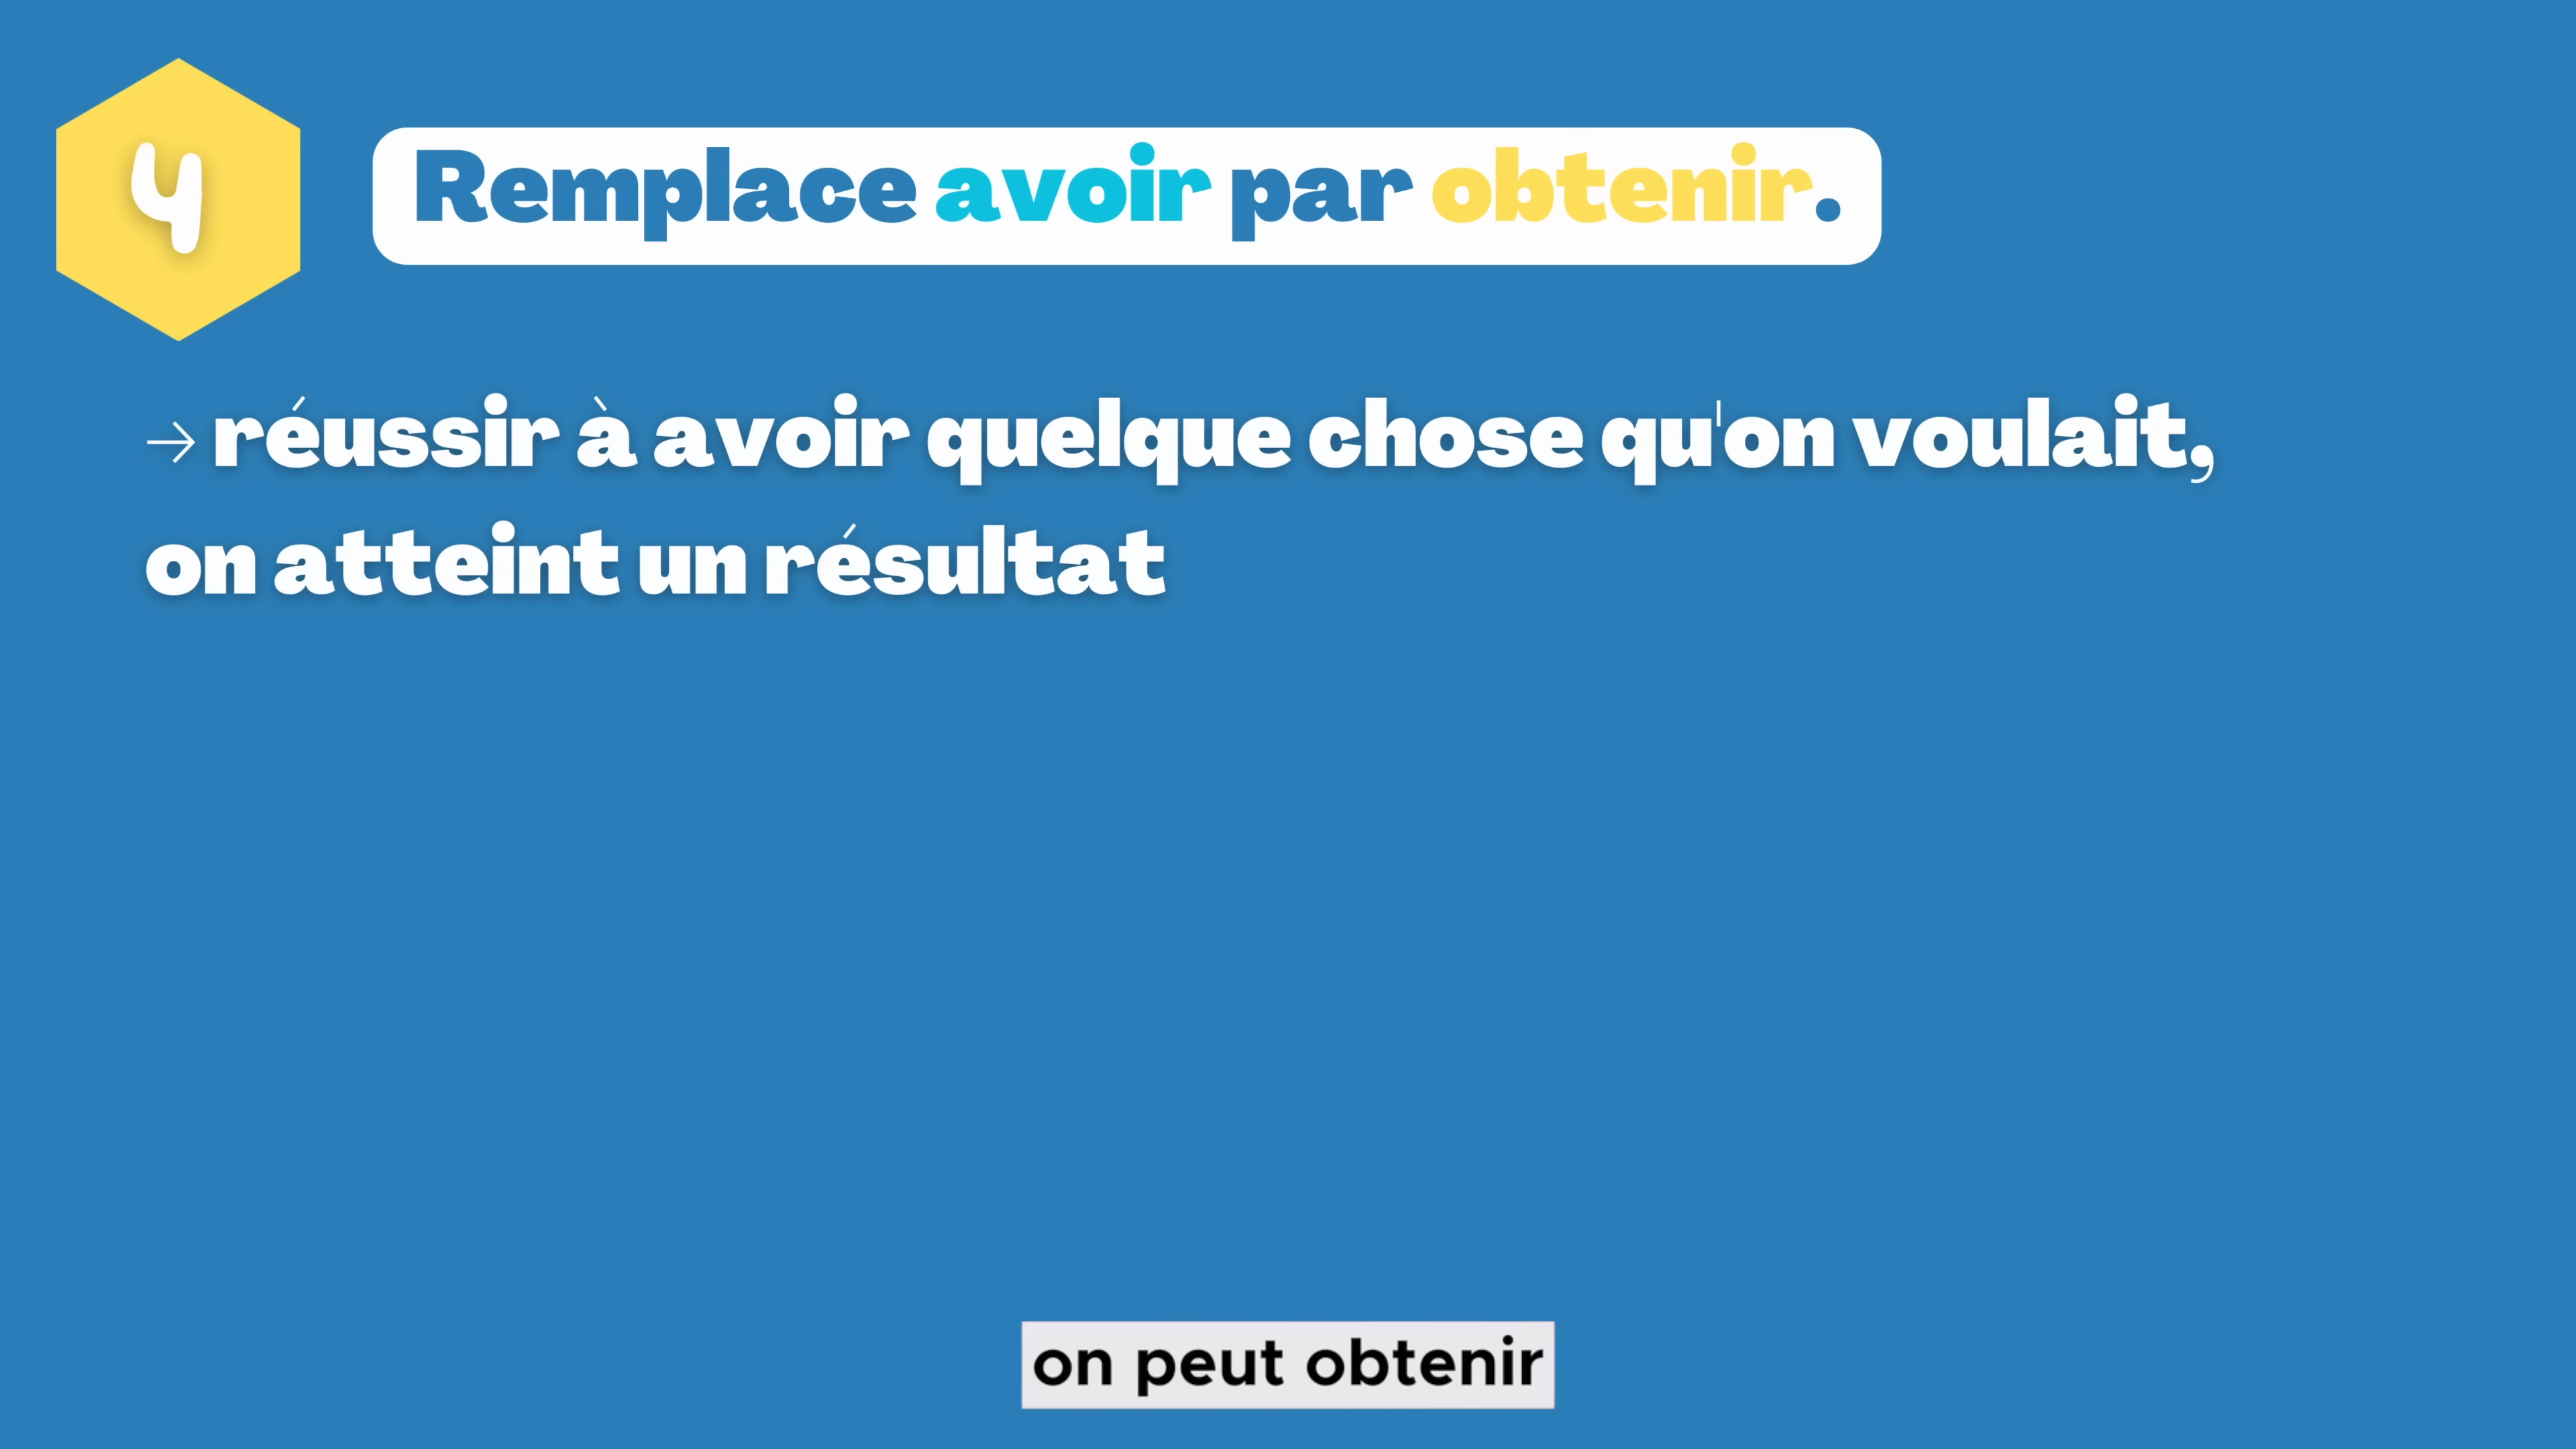 4
Remplace avoir par obtenir.
→ réussir à avoir quelque chose qu'on voulait,
on atteint un résultat
on peut obtenir